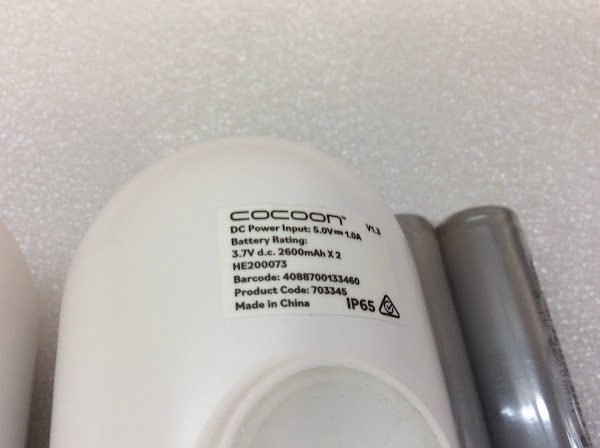 COCOON® V1.3
DC Power Input: 5.0V⎓1.0A
Battery Rating:
3.7V d.c. 2600mAh X 2
HE200073
Barcode: 4088700133460
Product Code: 703345
Made in China IP65